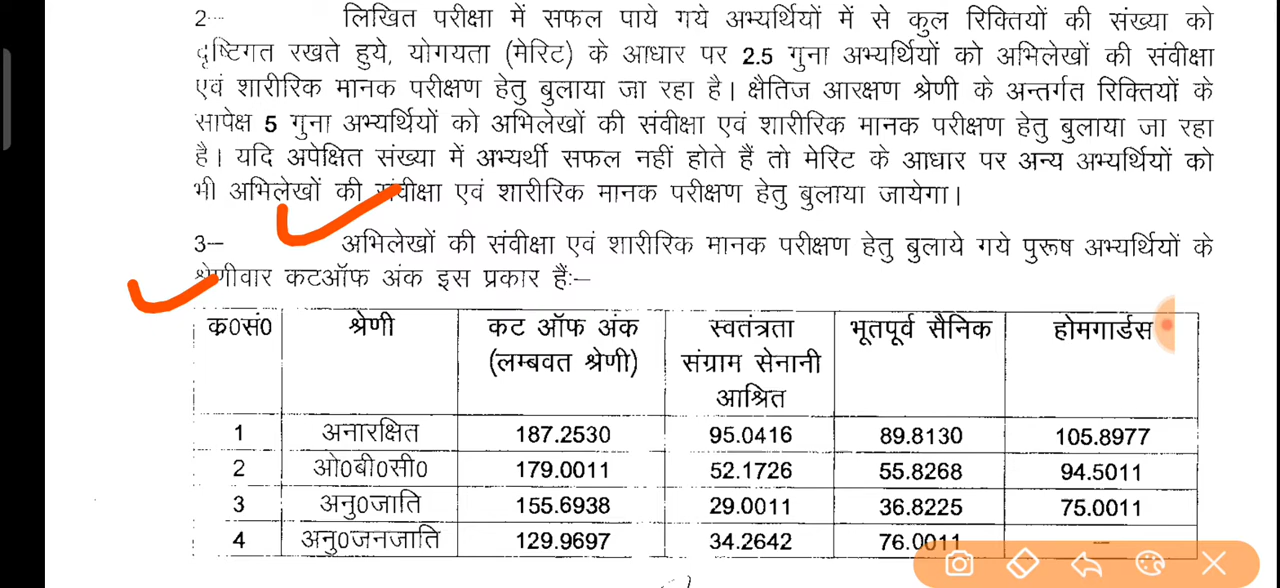 2— लिखित परीक्षा में सफल पाये गये अभ्यर्थियों में से कुल रिक्तियों की संख्या को
दृष्टिगत रखते हुये, योगयता (मेरिट) के आधार पर 2.5 गुना अभ्यर्थियों को अभिलेखों की संवीक्षा
एवं शारीरिक मानक परीक्षण हेतु बुलाया जा रहा है। क्षैतिज आरक्षण श्रेणी के अन्तर्गत रिक्तियों के
सापेक्ष 5 गुना अभ्यर्थियों को अभिलेखों की संवीक्षा एवं शारीरिक मानक परीक्षण हेतु बुलाया जा रहा
है। यदि अपेक्षित संख्या में अभ्यर्थी सफल नहीं होते हैं तो मेरिट के आधार पर अन्य अभ्यर्थियों को
भी अभिलेखों की संवीक्षा एवं शारीरिक मानक परीक्षण हेतु बुलाया जायेगा।
3— अभिलेखों की संवीक्षा एवं शारीरिक मानक परीक्षण हेतु बुलाये गये पुरूष अभ्यर्थियों के
श्रेणीवार कटऑफ अंक इस प्रकार हैं:—
क्र0सं0 श्रेणी कट ऑफ अंक स्वतंत्रता भूतपूर्व सैनिक होमगार्डस
(लम्बवत श्रेणी) संग्राम सेनानी
आश्रित
1 अनारक्षित 187.2530 95.0416 89.8130 105.8977
2 ओ0बी0सी0 179.0011 52.1726 55.8268 94.5011
3 अनु0जाति 155.6938 29.0011 36.8225 75.0011
4 अनु0जनजाति 129.9697 34.2642 76.0011 —